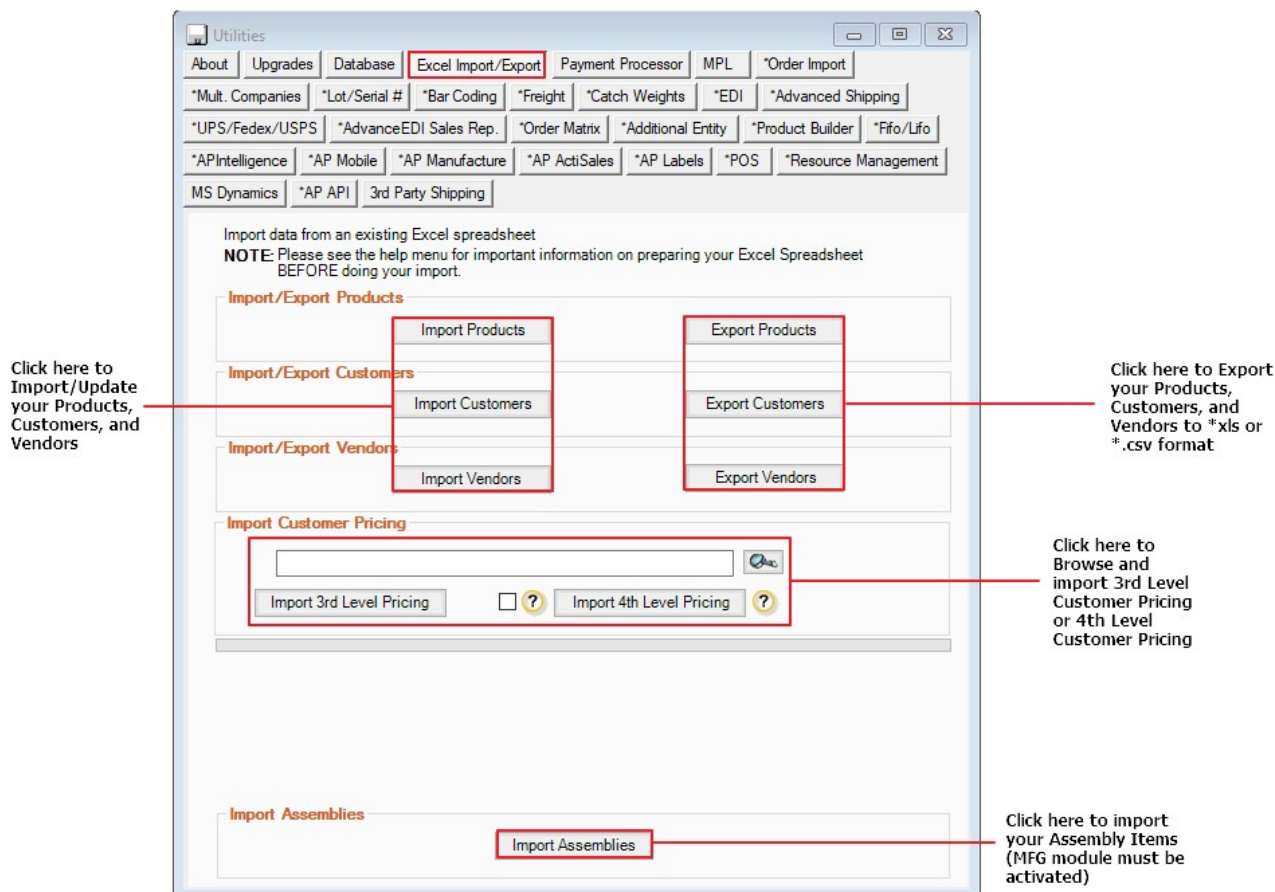 Utilities
About Upgrades Database Excel Import/Export Payment Processor MPL *Order Import
*Mult. Companies *Lot/Serial # *Bar Coding *Freight *Catch Weights *EDI *Advanced Shipping
*UPS/Fedex/USPS *AdvanceEDI Sales Rep. *Order Matrix *Additional Entity *Product Builder *Fifo/Lifo
*APIntelligence *AP Mobile *AP Manufacture *AP ActiSales *AP Labels *POS *Resource Management
MS Dynamics *AP API 3rd Party Shipping
Import data from an existing Excel spreadsheet
NOTE: Please see the help menu for important information on preparing your Excel Spreadsheet
BEFORE doing your import.
Import/Export Products
Import Products Export Products
Import/Export Customers
Import Customers Export Customers
Import/Export Vendors
Import Vendors Export Vendors
Click here to
Import/Update
your Products,
Customers, and
Vendors
Click here to Export
your Products,
Customers, and
Vendors to *xls or
*.csv format
Import Customer Pricing
Import 3rd Level Pricing ? Import 4th Level Pricing ?
Click here to
Browse and
import 3rd Level
Customer Pricing
or 4th Level
Customer Pricing
Import Assemblies
Import Assemblies
Click here to import
your Assembly Items
(MFG module must be
activated)